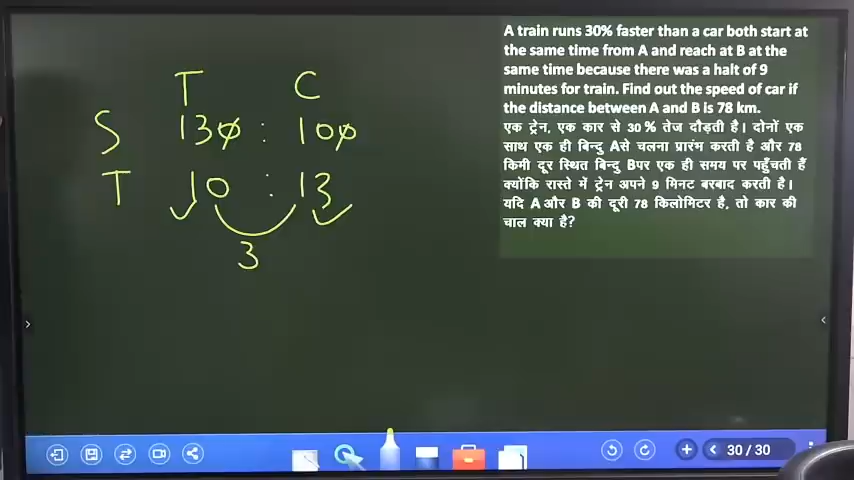 T C
S 130 : 100
T 10 : 13
3
A train runs 30% faster than a car both start at
the same time from A and reach at B at the
same time because there was a halt of 9
minutes for train. Find out the speed of car if
the distance between A and B is 78 km.
एक ट्रेन, एक कार से 30 % तेज दौड़ती है। दोनों एक
साथ एक ही बिन्दु Aसे चलना प्रारंभ करती है और 78
किमी दूर स्थित बिन्दु Bपर एक ही समय पर पहुँचती हैं
क्योंकि रास्ते में ट्रेन अपने 9 मिनट बरबाद करती है।
यदि A और B की दूरी 78 किलोमिटर है, तो कार की
चाल क्या है?
30 / 30